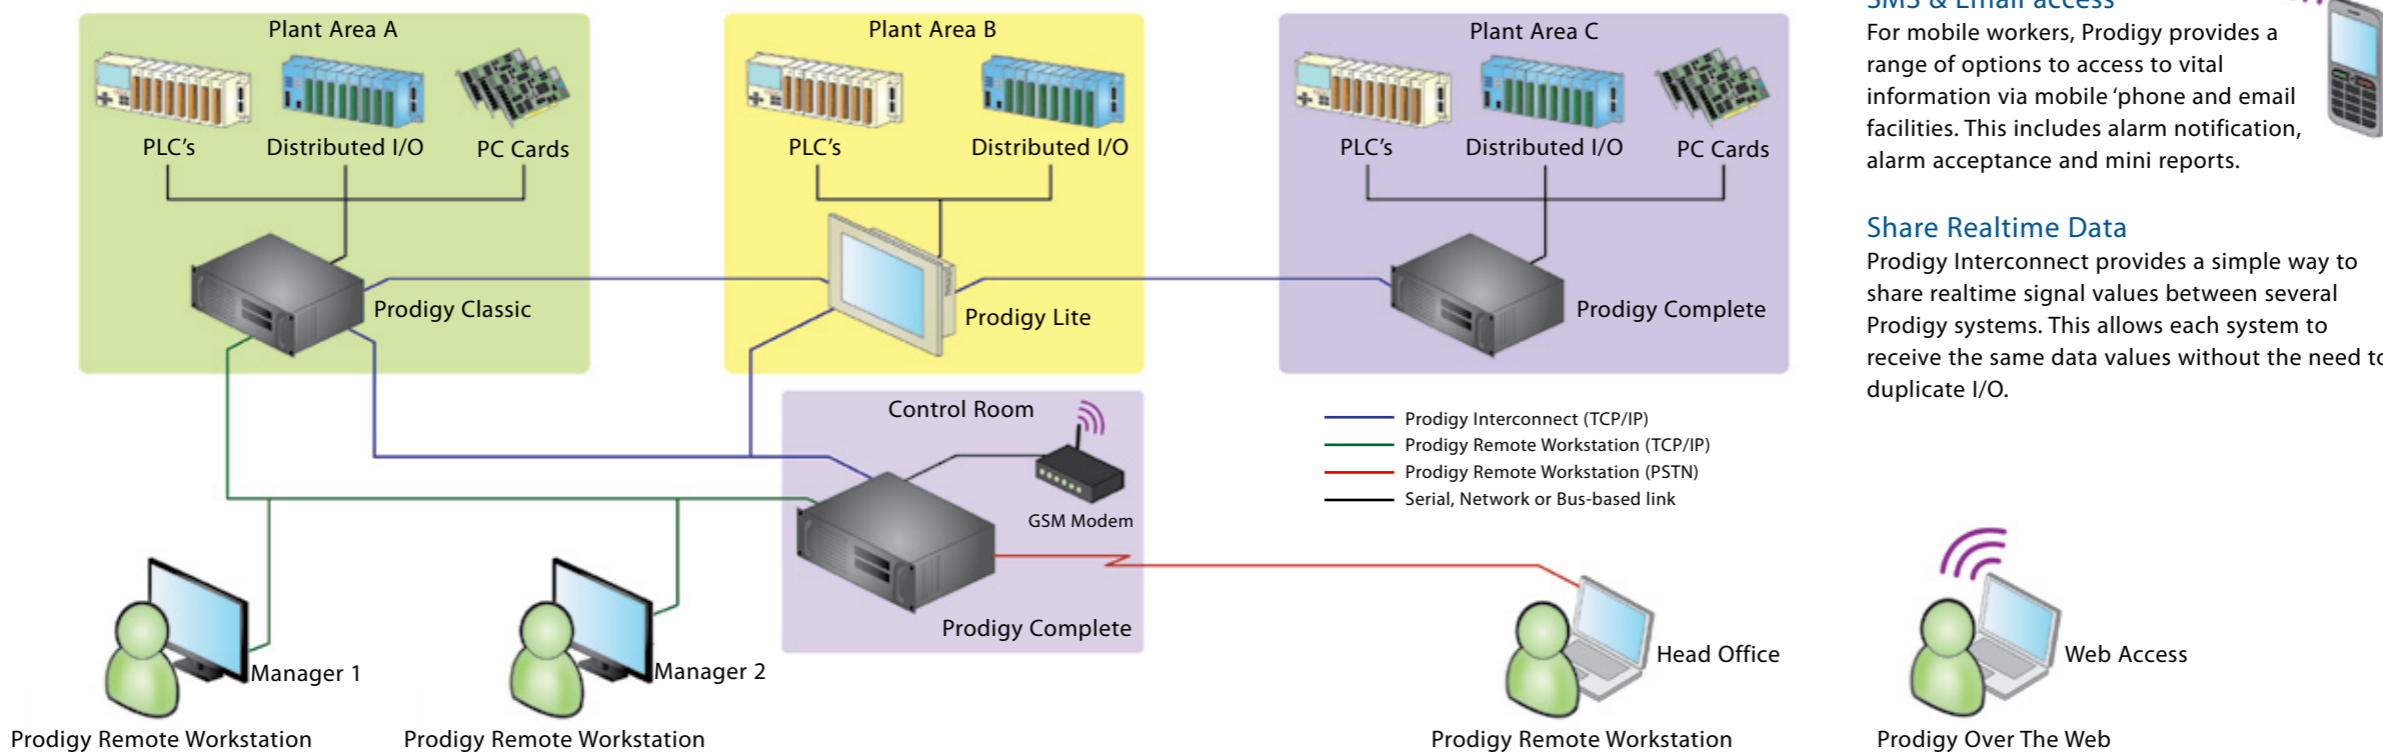 Plant Area A
PLC's
Distributed I/O
PC Cards
Prodigy Classic
Plant Area B
PLC's
Distributed I/O
Prodigy Lite
Plant Area C
PLC's
Distributed I/O
PC Cards
Prodigy Complete
Control Room
GSM Modem
Prodigy Complete
Prodigy Interconnect (TCP/IP)
Prodigy Remote Workstation (TCP/IP)
Prodigy Remote Workstation (PSTN)
Serial, Network or Bus-based link
Manager 1
Prodigy Remote Workstation
Manager 2
Prodigy Remote Workstation
Head Office
Prodigy Remote Workstation
Web Access
Prodigy Over The Web
SMS & Email access
For mobile workers, Prodigy provides a
range of options to access to vital
information via mobile ‘phone and email
facilities. This includes alarm notification,
alarm acceptance and mini reports.
Share Realtime Data
Prodigy Interconnect provides a simple way to
share realtime signal values between several
Prodigy systems. This allows each system to
receive the same data values without the need to
duplicate I/O.